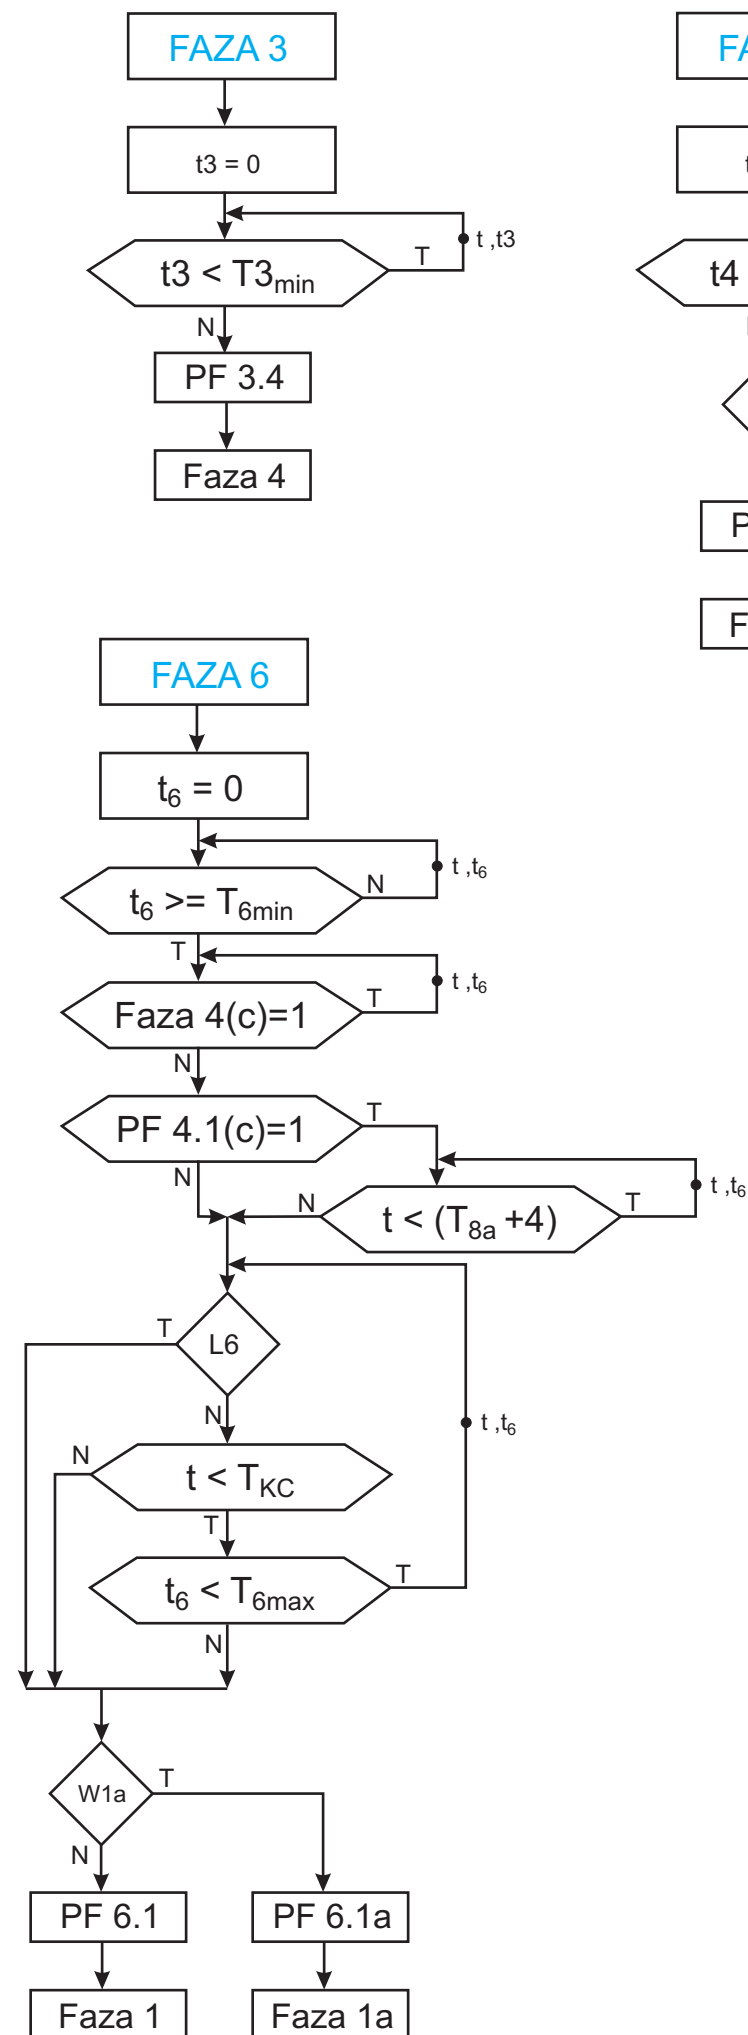 FAZA 3
t3 = 0
t ,t3
T
t3 < T3min
N
PF 3.4
Faza 4
t4
FAZA 6
t6 = 0
t ,t6
N
t6 >= T6min
T
t ,t6
T
Faza 4(c)=1
N
T
PF 4.1(c)=1
N
t ,t6
N
T
t < (T8a +4)
T
L6
N
t ,t6
N
t < TKC
T
T
t6 < T6max
N
T
W1a
N
PF 6.1
PF 6.1a
Faza 1
Faza 1a